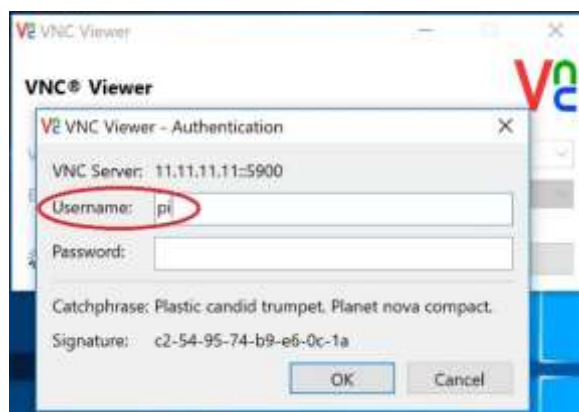 VNC Viewer
VNC® Viewer
VNC Viewer - Authentication
VNC Server: 11.11.11.11::5900
Username: pi
Password:
Catchphrase: Plastic candid trumpet. Planet nova compact.
Signature: c2-54-95-74-b9-e6-0c-1a
OK Cancel